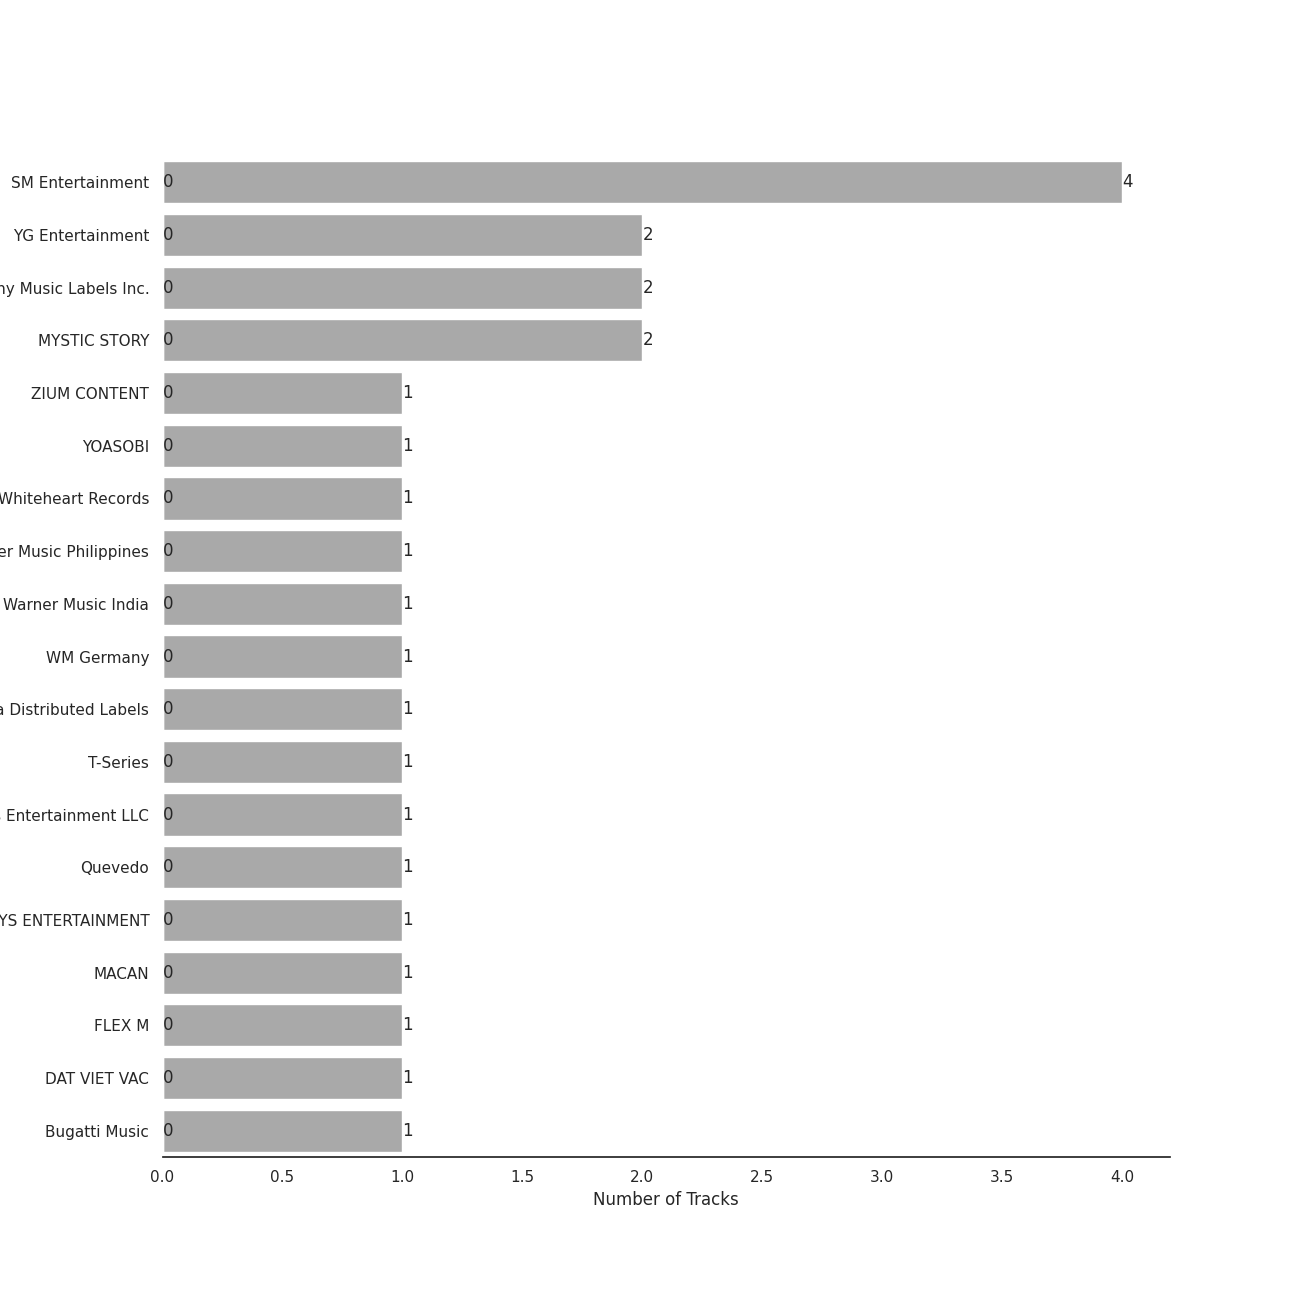 SM Entertainment 0 4
YG Entertainment 0 2
Music Labels Inc. 0 2
MYSTIC STORY 0 2
ZIUM CONTENT 0 1
YOASOBI 0 1
Whiteheart Records 0 1
Music Philippines 0 1
Warner Music India 0 1
WM Germany 0 1
Distributed Labels 0 1
T-Series 0 1
Entertainment LLC 0 1
Quevedo 0 1
ENTERTAINMENT 0 1
MACAN 0 1
FLEX M 0 1
DAT VIET VAC 0 1
Bugatti Music 0 1
0.0 0.5 1.0 1.5 2.0 2.5 3.0 3.5 4.0
Number of Tracks